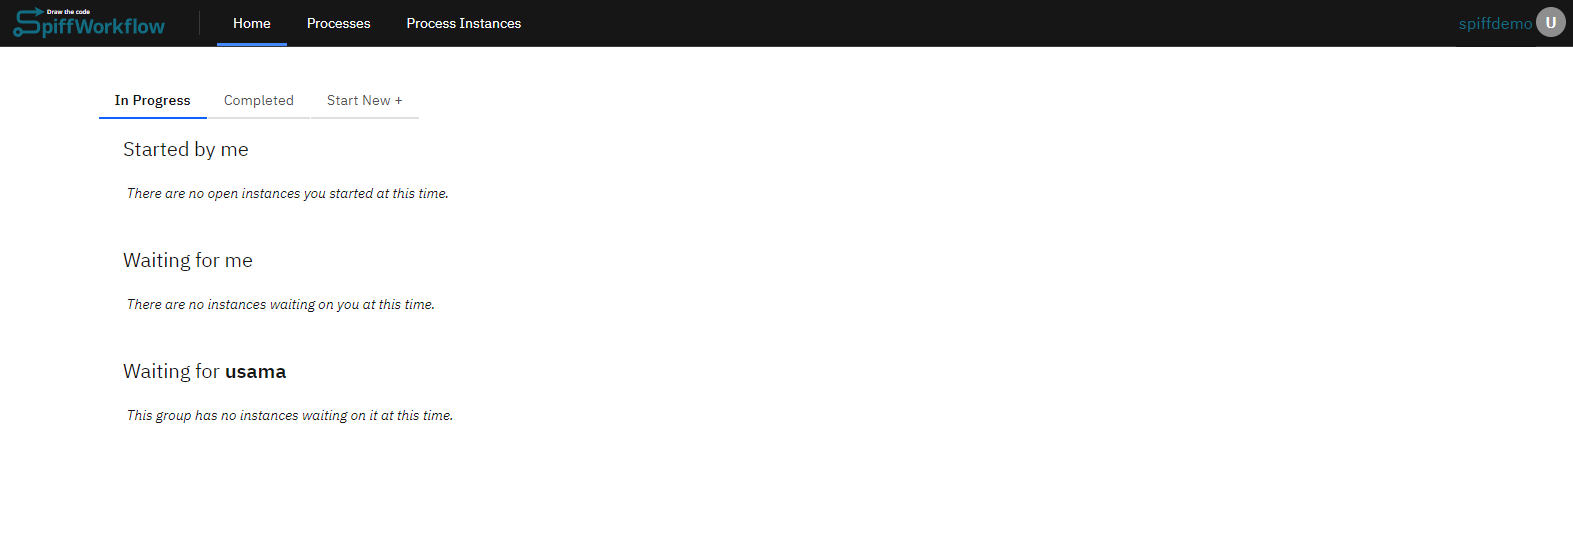 Draw the code
SpiffWorkflow
Home Processes Process Instances spiffdemo U
In Progress Completed Start New +
Started by me
There are no open instances you started at this time.
Waiting for me
There are no instances waiting on you at this time.
Waiting for usama
This group has no instances waiting on it at this time.